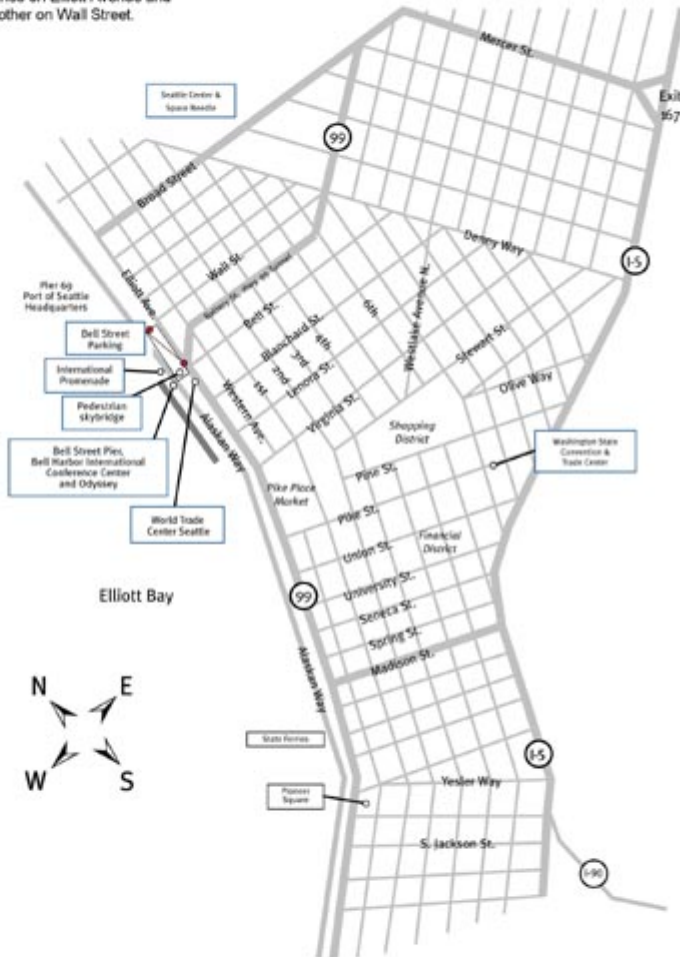 other on Wall Street.
Mercer St.
Seattle Center &
Space Needle
Exit
167
99
Broad Street
Denny Way
Wall St.
I-5
Elliott Ave.
Pier 69
Port of Seattle
Headquarters
Bell St.
6th
Westlake Avenue N.
Blanchard St.
4th
3rd
2nd
1st
Lenora St.
Stewart St.
Bell Street
Parking
International
Promenade
Pedestrian
skybridge
Western Ave.
Virginia St.
Olive Way
Alaskan Way
Shopping
District
Bell Street Pier,
Bell Harbor International
Conference Center
and Odyssey
Washington State
Convention &
Trade Center
Pine St.
Pike Place
Market
World Trade
Center Seattle
Pike St.
Financial
District
Union St.
Elliott Bay
99
University St.
Seneca St.
Spring St.
Madison St.
Alaskan Way
N
E
W
S
State Ferries
I-5
Yesler Way
Pioneer
Square
S. Jackson St.
I-90